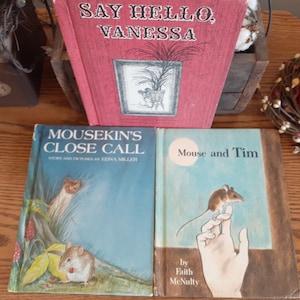 SAY HELLO,
VANESSA
MOUSEKIN'S
CLOSE CALL
STORY AND PICTURES BY EDNA MILLER
Mouse and Tim
by
Faith
McNulty